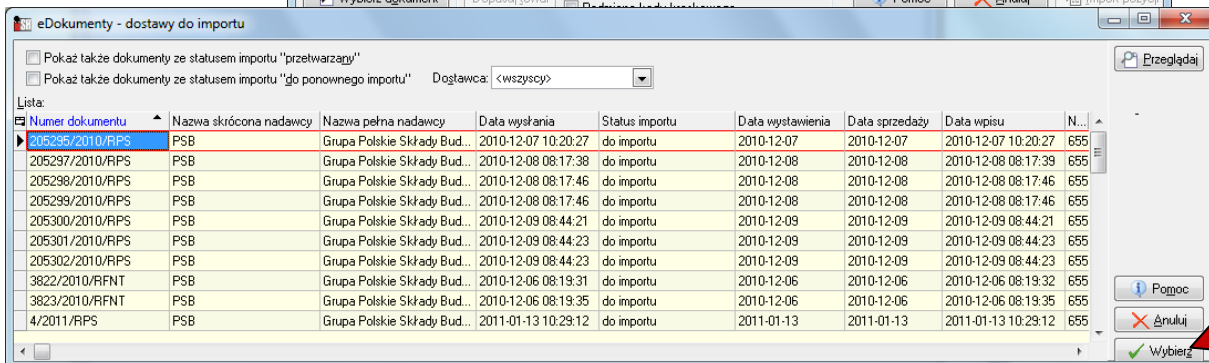 Wybierz dokument
Pomoc
Anuluj
eDokumenty - dostawy do importu
Pokaż także dokumenty ze statusem importu "przetwarzany"
Pokaż także dokumenty ze statusem importu "do ponownego importu" Dostawca: <wszyscy>
Przeglądaj
Lista:
Numer dokumentu Nazwa skrócona nadawcy Nazwa pełna nadawcy Data wysłania Status importu Data wystawienia Data sprzedaży Data wpisu N...
205295/2010/RPS PSB Grupa Polskie Składy Bud... 2010-12-07 10:20:27 do importu 2010-12-07 2010-12-07 2010-12-07 10:20:27 655
205297/2010/RPS PSB Grupa Polskie Składy Bud... 2010-12-08 08:17:38 do importu 2010-12-08 2010-12-08 2010-12-08 08:17:39 655
205298/2010/RPS PSB Grupa Polskie Składy Bud... 2010-12-08 08:17:46 do importu 2010-12-08 2010-12-08 2010-12-08 08:17:46 655
205299/2010/RPS PSB Grupa Polskie Składy Bud... 2010-12-08 08:17:46 do importu 2010-12-08 2010-12-08 2010-12-08 08:17:46 655
205300/2010/RPS PSB Grupa Polskie Składy Bud... 2010-12-09 08:44:21 do importu 2010-12-09 2010-12-09 2010-12-09 08:44:21 655
205301/2010/RPS PSB Grupa Polskie Składy Bud... 2010-12-09 08:44:23 do importu 2010-12-09 2010-12-09 2010-12-09 08:44:23 655
205302/2010/RPS PSB Grupa Polskie Składy Bud... 2010-12-09 08:44:23 do importu 2010-12-09 2010-12-09 2010-12-09 08:44:23 655
3822/2010/RFNT PSB Grupa Polskie Składy Bud... 2010-12-06 08:19:31 do importu 2010-12-06 2010-12-06 2010-12-06 08:19:32 655
3823/2010/RFNT PSB Grupa Polskie Składy Bud... 2010-12-06 08:19:35 do importu 2010-12-06 2010-12-06 2010-12-06 08:19:35 655
4/2011/RPS PSB Grupa Polskie Składy Bud... 2011-01-13 10:29:12 do importu 2011-01-13 2011-01-13 2011-01-13 10:29:12 655
Pomoc
Anuluj
Wybierz